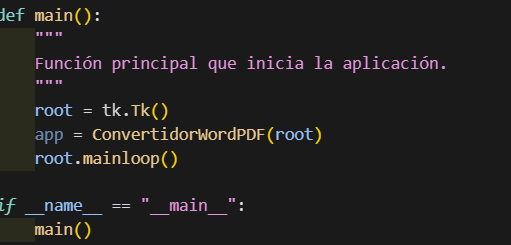 def main():
    """
    Función principal que inicia la aplicación.
    """
    root = tk.Tk()
    app = ConvertidorWordPDF(root)
    root.mainloop()

if __name__ == "__main__":
    main()